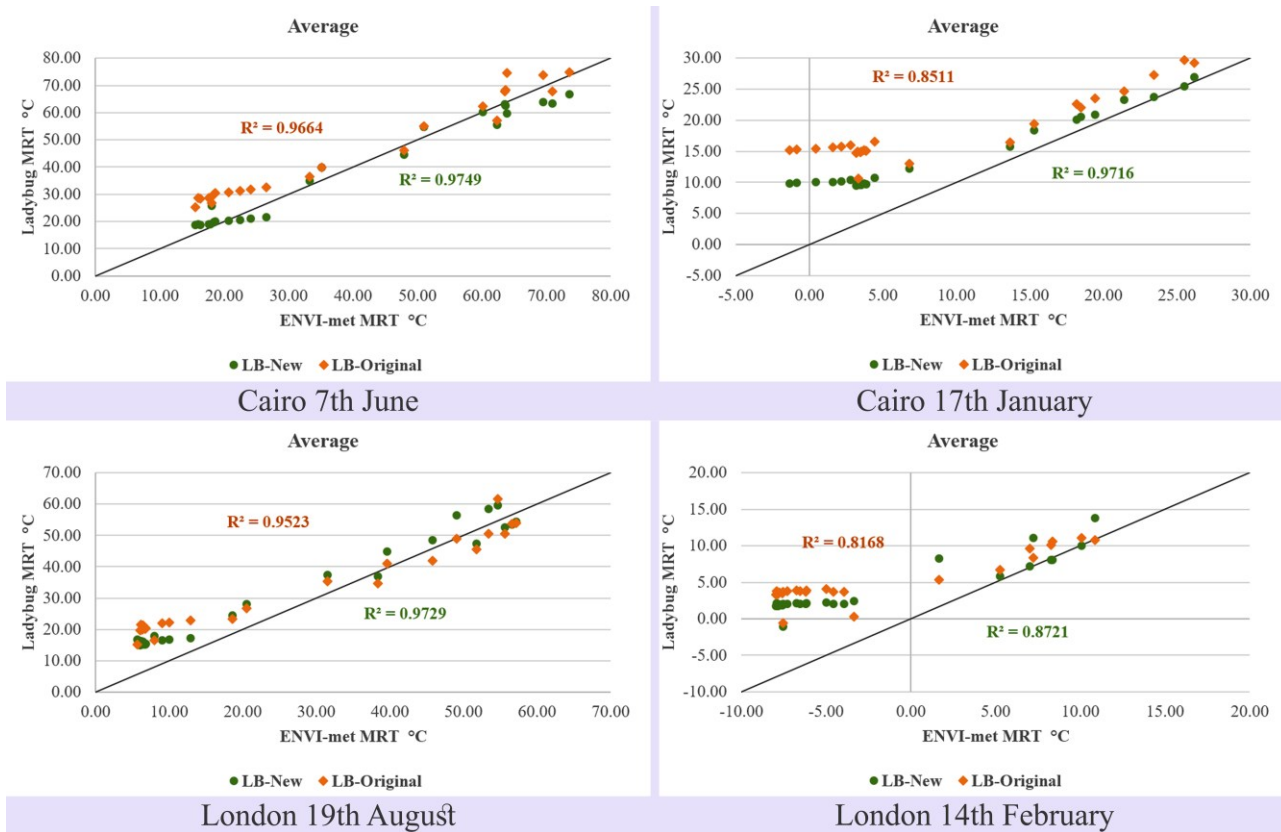 Average
80.00
70.00
60.00
50.00
40.00
30.00
20.00
10.00
0.00
Ladybug MRT °C
R² = 0.9664
R² = 0.9749
0.00 10.00 20.00 30.00 40.00 50.00 60.00 70.00 80.00
ENVI-met MRT °C
LB-New LB-Original
Cairo 7th June
Average
30.00
25.00
20.00
15.00
10.00
5.00
0.00
-5.00
Ladybug MRT °C
R² = 0.8511
R² = 0.9716
-5.00 0.00 5.00 10.00 15.00 20.00 25.00 30.00
ENVI-met MRT °C
LB-New LB-Original
Cairo 17th January
Average
70.00
60.00
50.00
40.00
30.00
20.00
10.00
0.00
Ladybug MRT °C
R² = 0.9523
R² = 0.9729
0.00 10.00 20.00 30.00 40.00 50.00 60.00 70.00
ENVI-met MRT °C
LB-New LB-Original
London 19th August
Average
20.00
15.00
10.00
5.00
0.00
-5.00
-10.00
Ladybug MRT °C
R² = 0.8168
R² = 0.8721
-10.00 -5.00 0.00 5.00 10.00 15.00 20.00
ENVI-met MRT °C
LB-New LB-Original
London 14th February